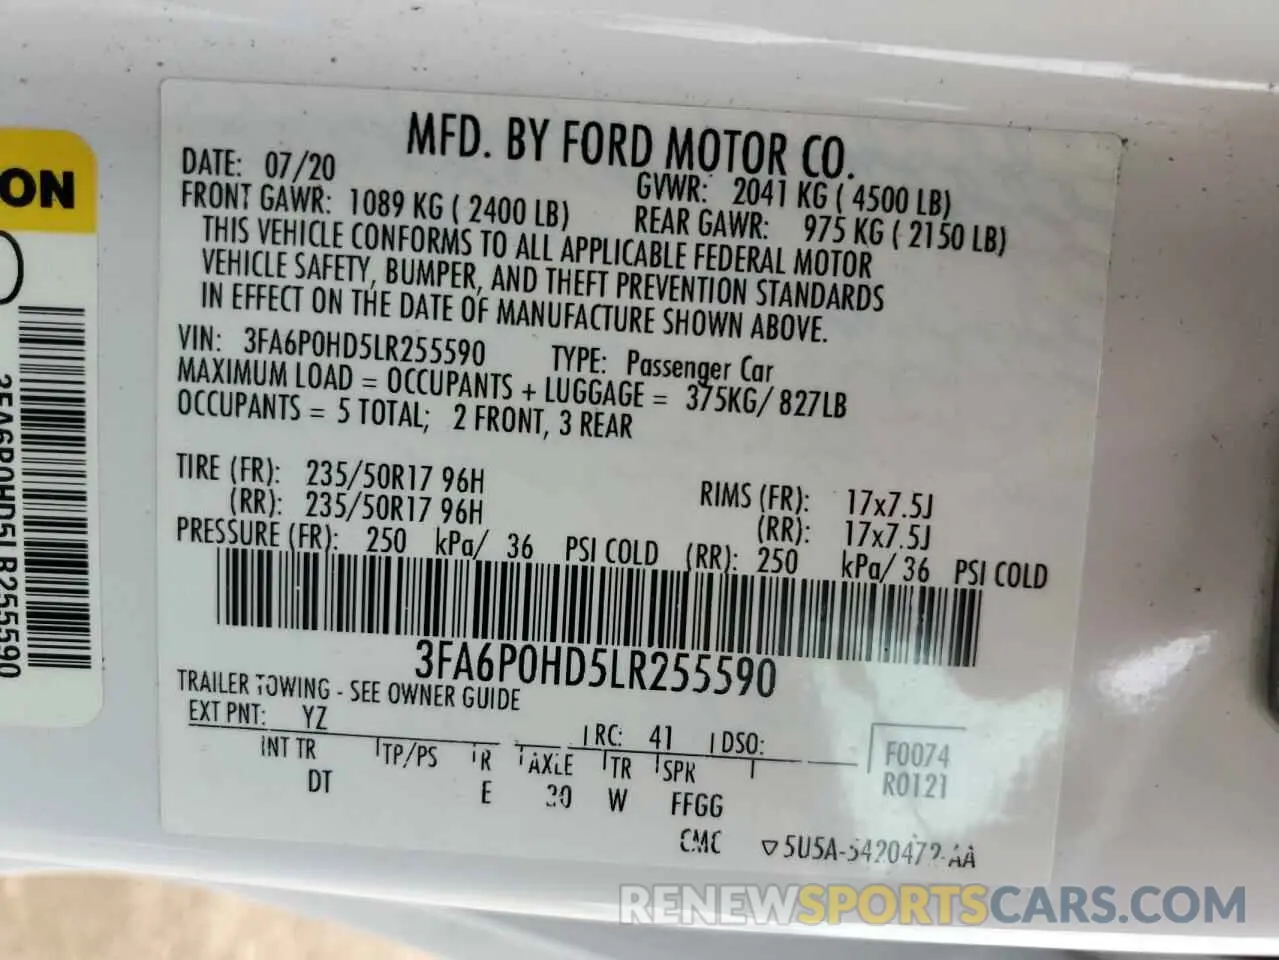 MFD. BY FORD MOTOR CO.
DATE: 07/20 GVWR: 2041 KG ( 4500 LB)
FRONT GAWR: 1089 KG ( 2400 LB) REAR GAWR: 975 KG ( 2150 LB)
THIS VEHICLE CONFORMS TO ALL APPLICABLE FEDERAL MOTOR
VEHICLE SAFETY, BUMPER, AND THEFT PREVENTION STANDARDS
IN EFFECT ON THE DATE OF MANUFACTURE SHOWN ABOVE.
VIN: 3FA6P0HD5LR255590 TYPE: Passenger Car
MAXIMUM LOAD = OCCUPANTS + LUGGAGE = 375KG/ 827LB
OCCUPANTS = 5 TOTAL; 2 FRONT, 3 REAR
TIRE (FR): 235/50R17 96H RIMS (FR): 17x7.5J
(RR): 235/50R17 96H (RR): 17x7.5J
PRESSURE (FR): 250 kPa/ 36 PSI COLD (RR): 250 kPa/ 36 PSI COLD
3FA6P0HD5LR255590
TRAILER TOWING - SEE OWNER GUIDE
EXT PNT: YZ RC: 41 DSO:
INT TR TP/PS R AXLE TR SPR
DT E W FFGG
F0074
R0121
CMC 5U5A-5420472-AA
ON
3FA6P0HD5LR255590
RENEWSPORTSCARS.COM